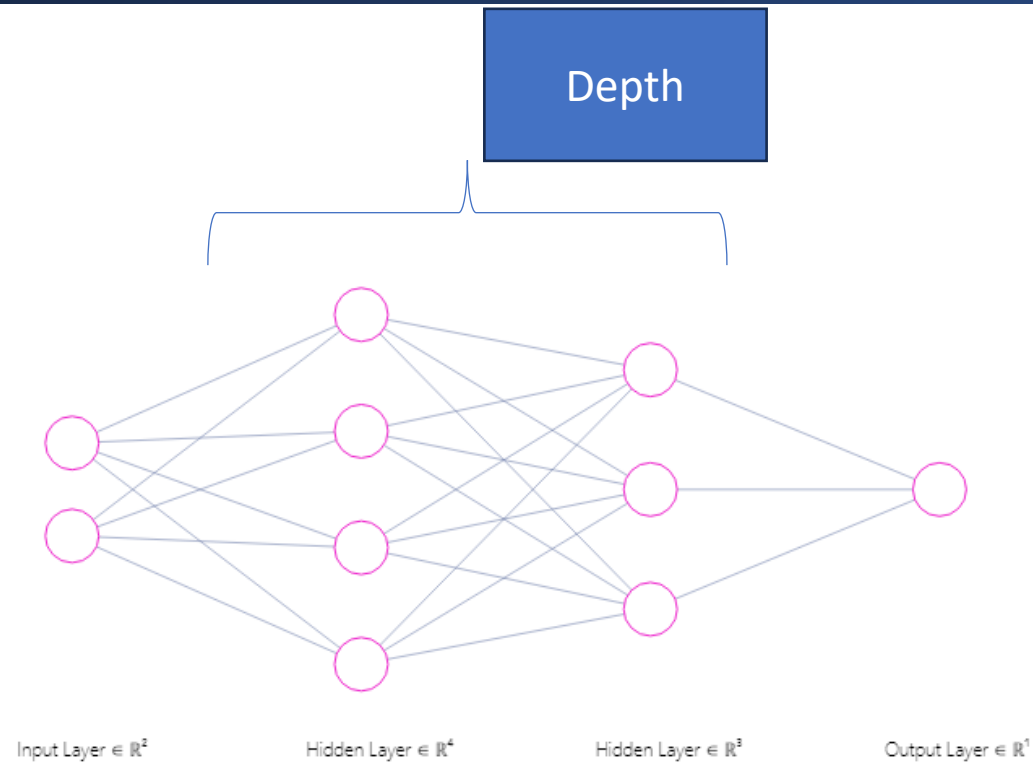 Depth
Input Layer ∈ ℝ²
Hidden Layer ∈ ℝ⁴
Hidden Layer ∈ ℝ³
Output Layer ∈ ℝ¹